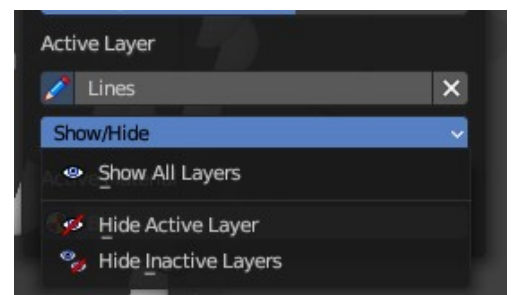 Active Layer
Lines
Show/Hide
Show All Layers
Hide Active Layer
Hide Inactive Layers